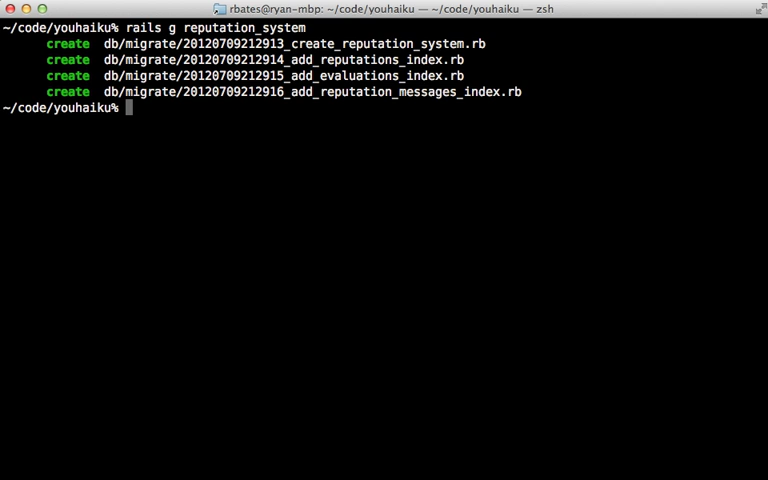 rbates@ryan-mbp: ~/code/youhaiku — ~/code/youhaiku — zsh
~/code/youhaiku% rails g reputation_system
create db/migrate/20120709212913_create_reputation_system.rb
create db/migrate/20120709212914_add_reputations_index.rb
create db/migrate/20120709212915_add_evaluations_index.rb
create db/migrate/20120709212916_add_reputation_messages_index.rb
~/code/youhaiku%